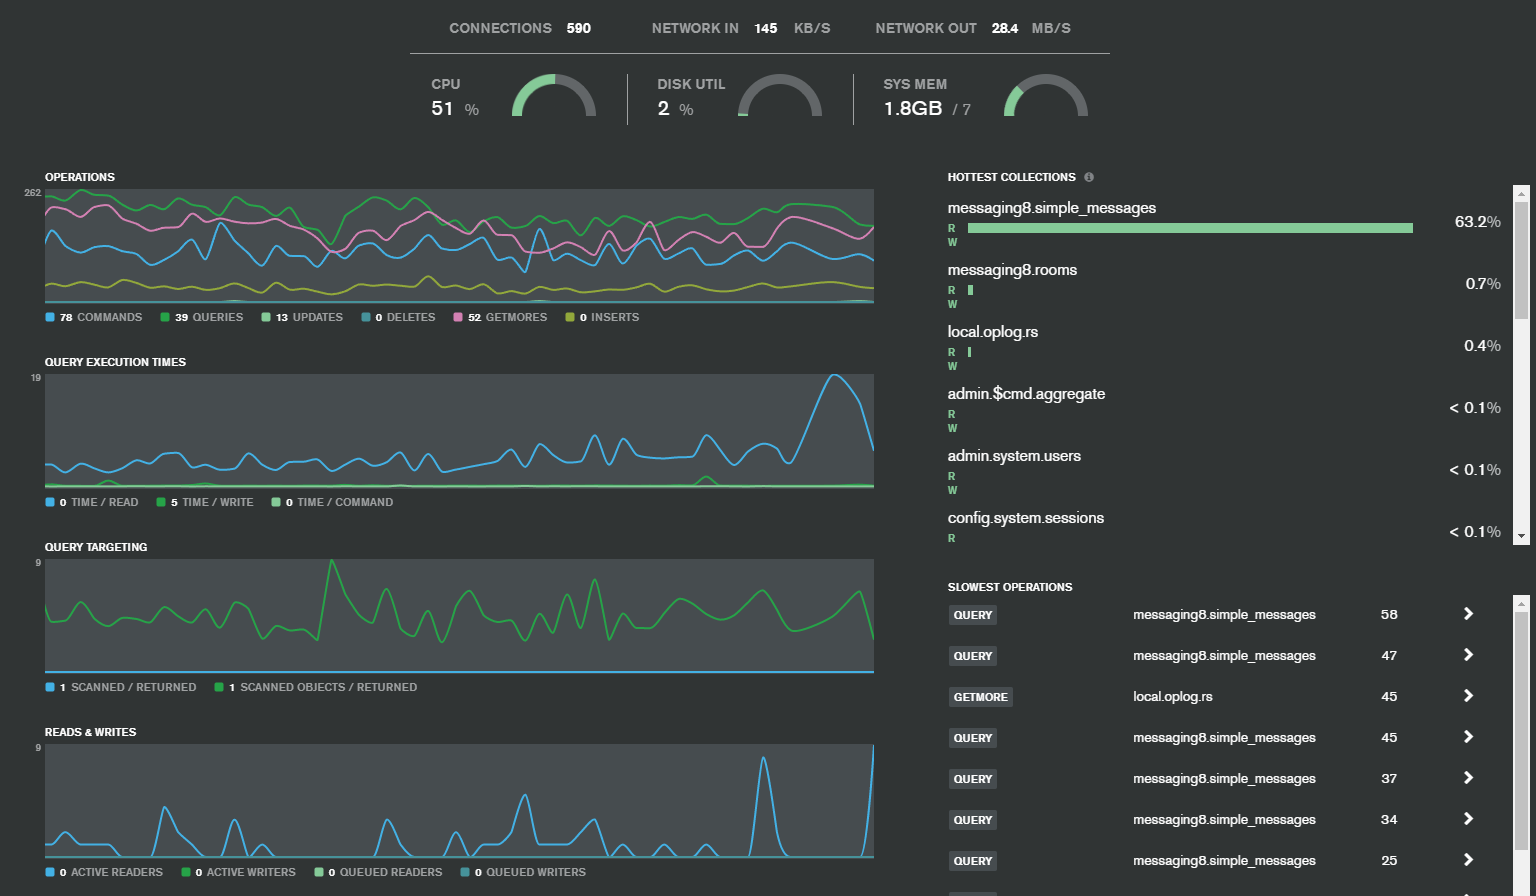 CONNECTIONS 590 NETWORK IN 145 KB/S NETWORK OUT 28.4 MB/S
CPU
51 %
DISK UTIL
2 %
SYS MEM
1.8GB / 7
OPERATIONS
262
78 COMMANDS 39 QUERIES 13 UPDATES 0 DELETES 52 GETMORES 0 INSERTS
QUERY EXECUTION TIMES
19
0 TIME / READ 5 TIME / WRITE 0 TIME / COMMAND
QUERY TARGETING
9
1 SCANNED / RETURNED 1 SCANNED OBJECTS / RETURNED
READS & WRITES
9
0 ACTIVE READERS 0 ACTIVE WRITERS 0 QUEUED READERS 0 QUEUED WRITERS
HOTTEST COLLECTIONS
messaging8.simple_messages
R
W
63.2%
messaging8.rooms
R
W
0.7%
local.oplog.rs
R
W
0.4%
admin.$cmd.aggregate
R
W
< 0.1%
admin.system.users
R
W
< 0.1%
config.system.sessions
R
< 0.1%
SLOWEST OPERATIONS
QUERY messaging8.simple_messages 58
QUERY messaging8.simple_messages 47
GETMORE local.oplog.rs 45
QUERY messaging8.simple_messages 45
QUERY messaging8.simple_messages 37
QUERY messaging8.simple_messages 34
QUERY messaging8.simple_messages 25